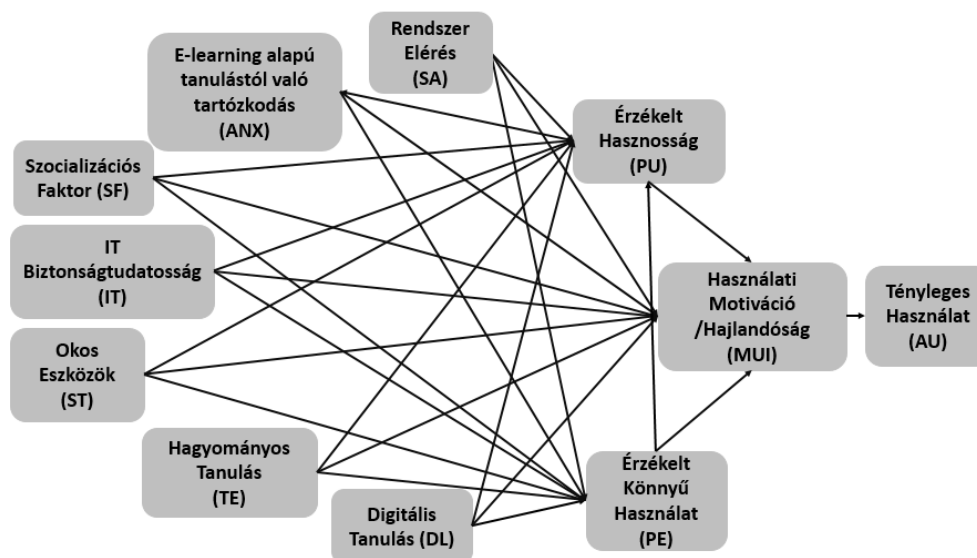 Rendszer
Elérés
(SA)
E-learning alapú
tanulástól való
tartózkodás
(ANX)
Érzékelt
Hasznosság
(PU)
Szocializációs
Faktor (SF)
IT
Biztonságtudatosság
(IT)
Használati
Motiváció
/Hajlandóság
(MUI)
Tényleges
Használat
(AU)
Okos
Eszközök
(ST)
Hagyományos
Tanulás
(TE)
Érzékelt
Könnyű
Használat
(PE)
Digitális
Tanulás (DL)